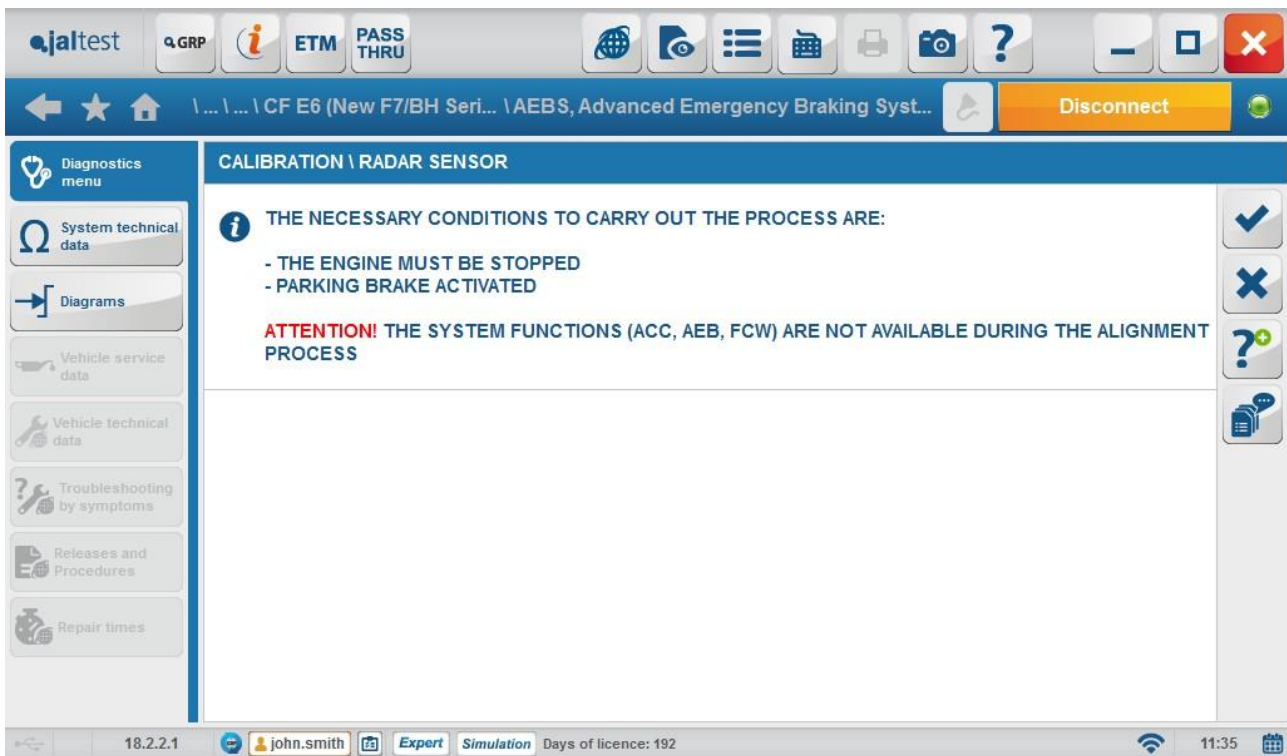 jaltest
GRP
i
ETM
PASS
THRU
?
\ ... \ ... \ CF E6 (New F7/BH Seri... \ AEBS, Advanced Emergency Braking Syst...
Disconnect
Diagnostics
menu
System technical
data
Diagrams
Vehicle service
data
Vehicle technical
data
Troubleshooting
by symptoms
Releases and
Procedures
Repair times
CALIBRATION \ RADAR SENSOR
THE NECESSARY CONDITIONS TO CARRY OUT THE PROCESS ARE:
- THE ENGINE MUST BE STOPPED
- PARKING BRAKE ACTIVATED
ATTENTION! THE SYSTEM FUNCTIONS (ACC, AEB, FCW) ARE NOT AVAILABLE DURING THE ALIGNMENT
PROCESS
18.2.2.1 john.smith Expert Simulation Days of licence: 192 11:35